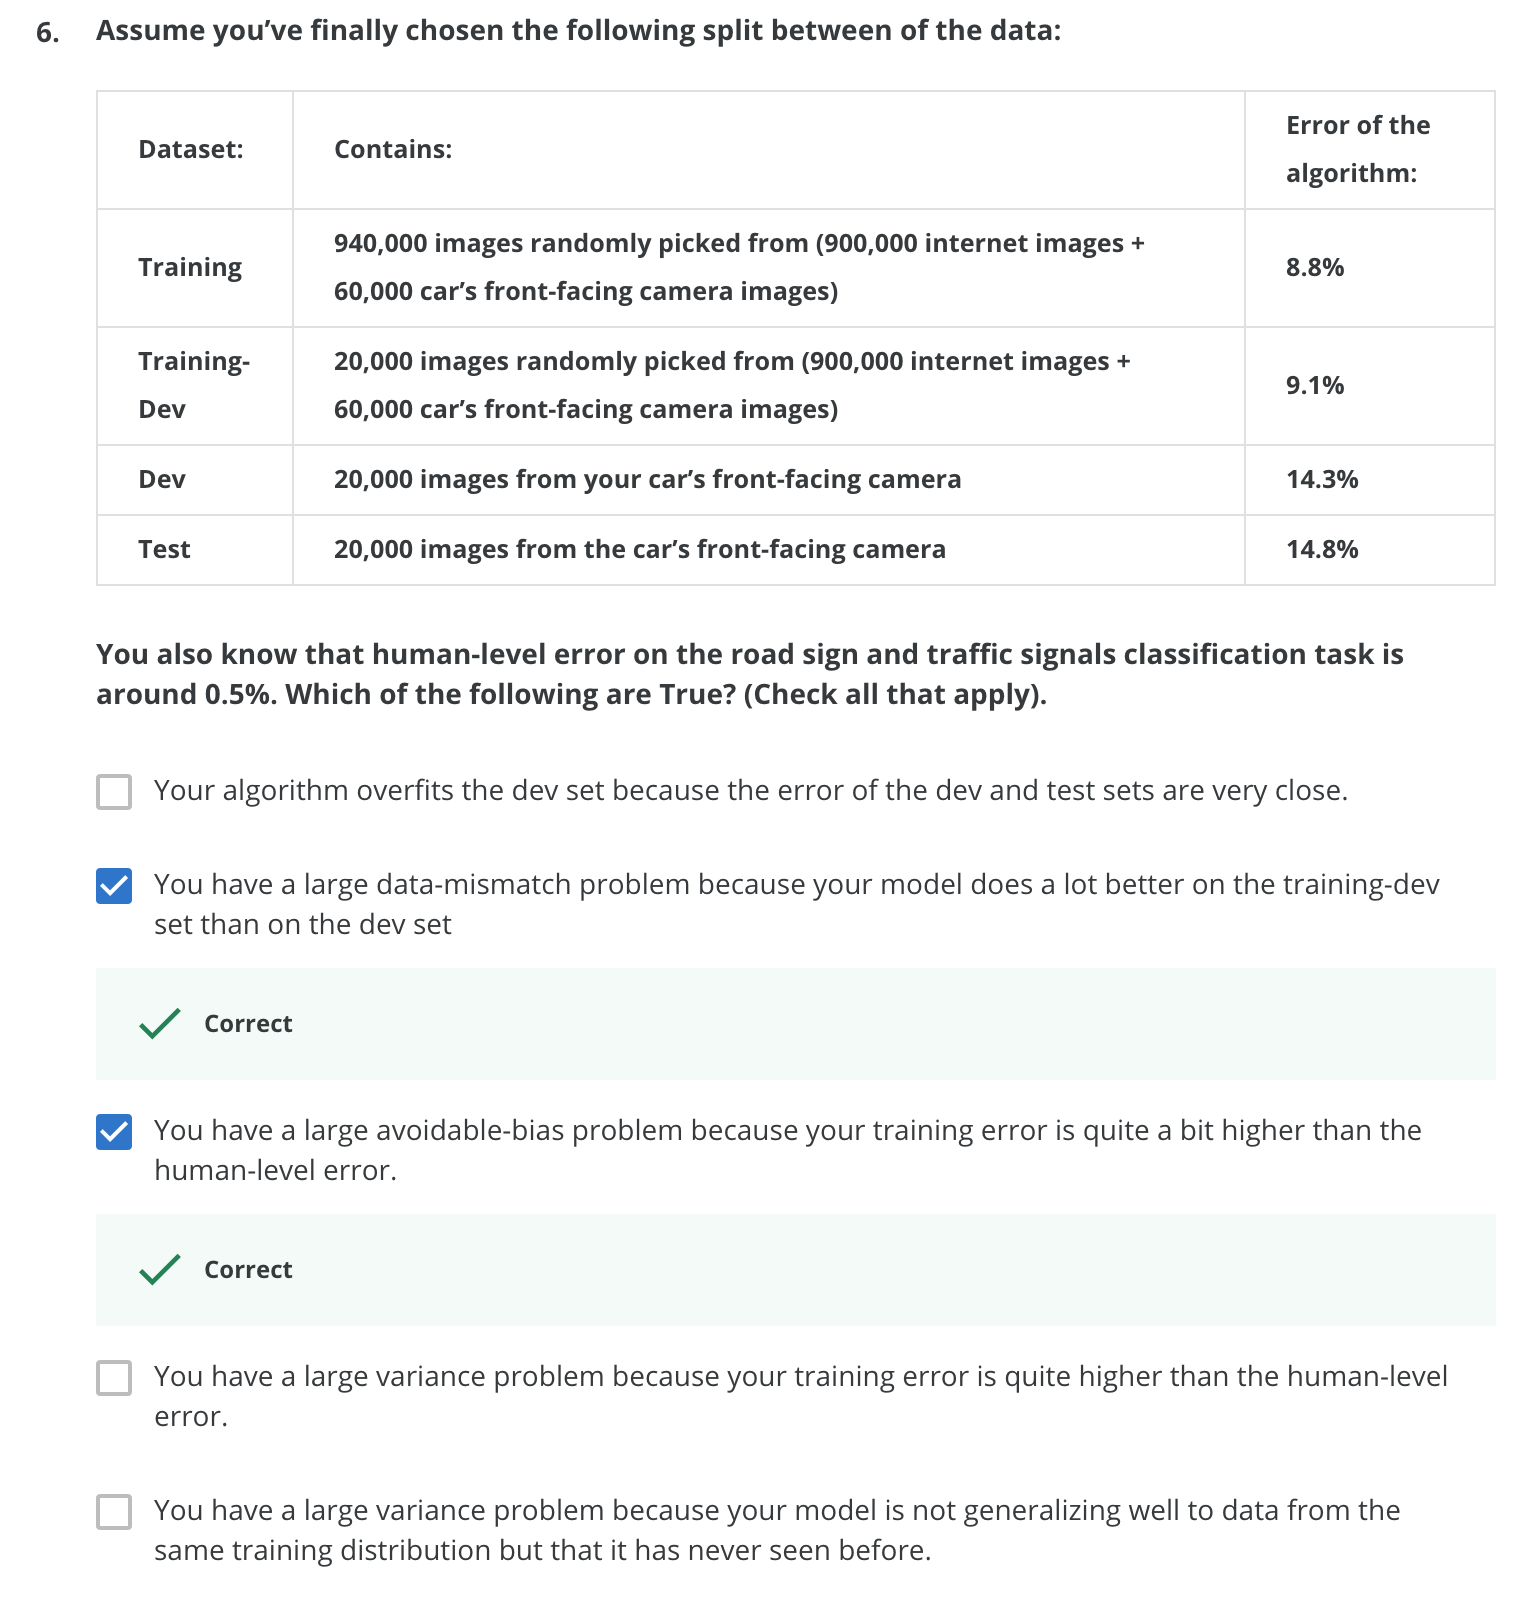 6. Assume you’ve finally chosen the following split between of the data:
Dataset: Contains: Error of the
algorithm:
Training 940,000 images randomly picked from (900,000 internet images +
60,000 car’s front-facing camera images) 8.8%
Training-
Dev 20,000 images randomly picked from (900,000 internet images +
60,000 car’s front-facing camera images) 9.1%
Dev 20,000 images from your car’s front-facing camera 14.3%
Test 20,000 images from the car’s front-facing camera 14.8%
You also know that human-level error on the road sign and traffic signals classification task is
around 0.5%. Which of the following are True? (Check all that apply).
Your algorithm overfits the dev set because the error of the dev and test sets are very close.
You have a large data-mismatch problem because your model does a lot better on the training-dev
set than on the dev set
Correct
You have a large avoidable-bias problem because your training error is quite a bit higher than the
human-level error.
Correct
You have a large variance problem because your training error is quite higher than the human-level
error.
You have a large variance problem because your model is not generalizing well to data from the
same training distribution but that it has never seen before.